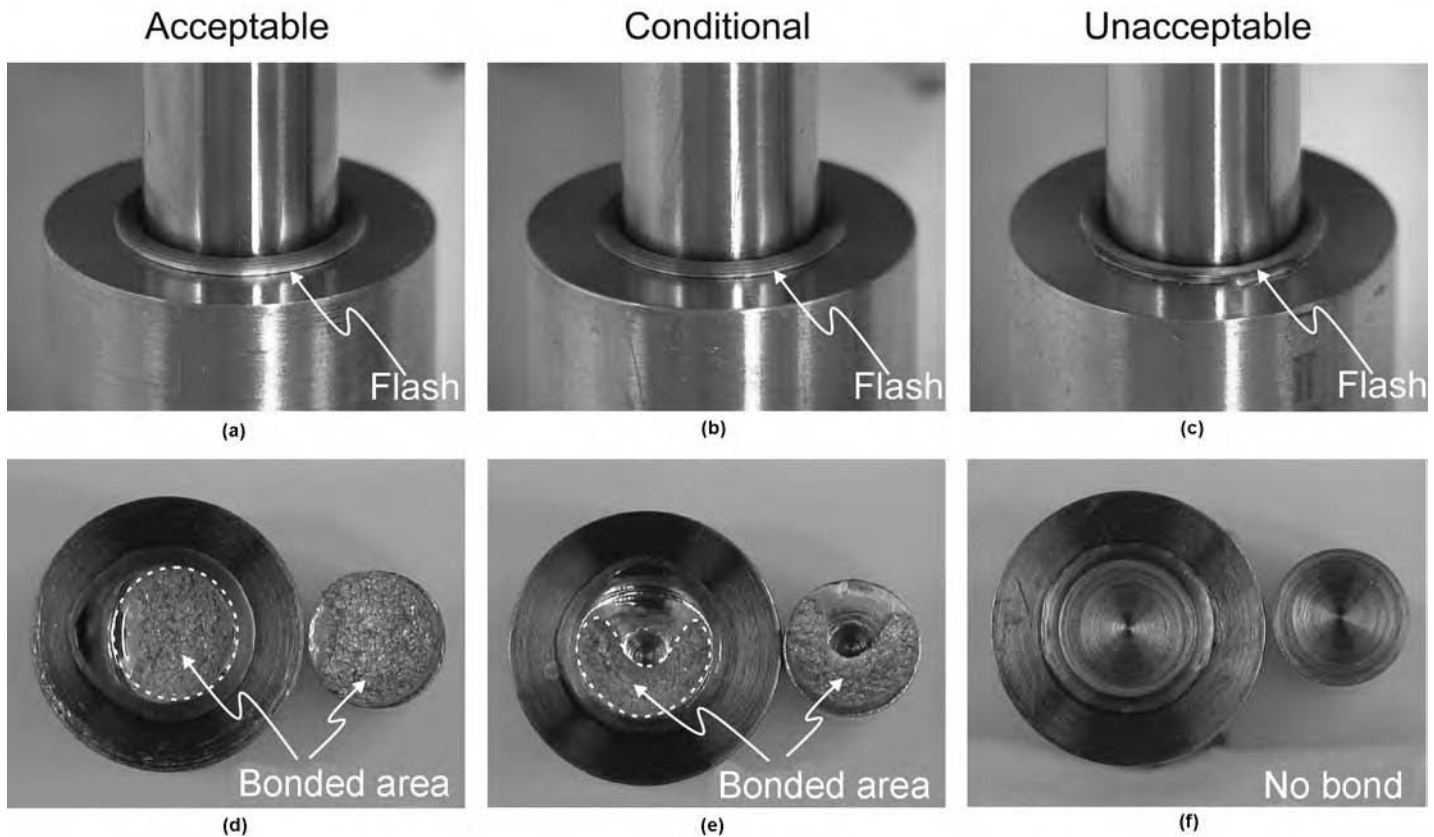 Acceptable
Conditional
Unacceptable
Flash
Flash
Flash
(a)
(b)
(c)
Bonded area
Bonded area
No bond
(d)
(e)
(f)